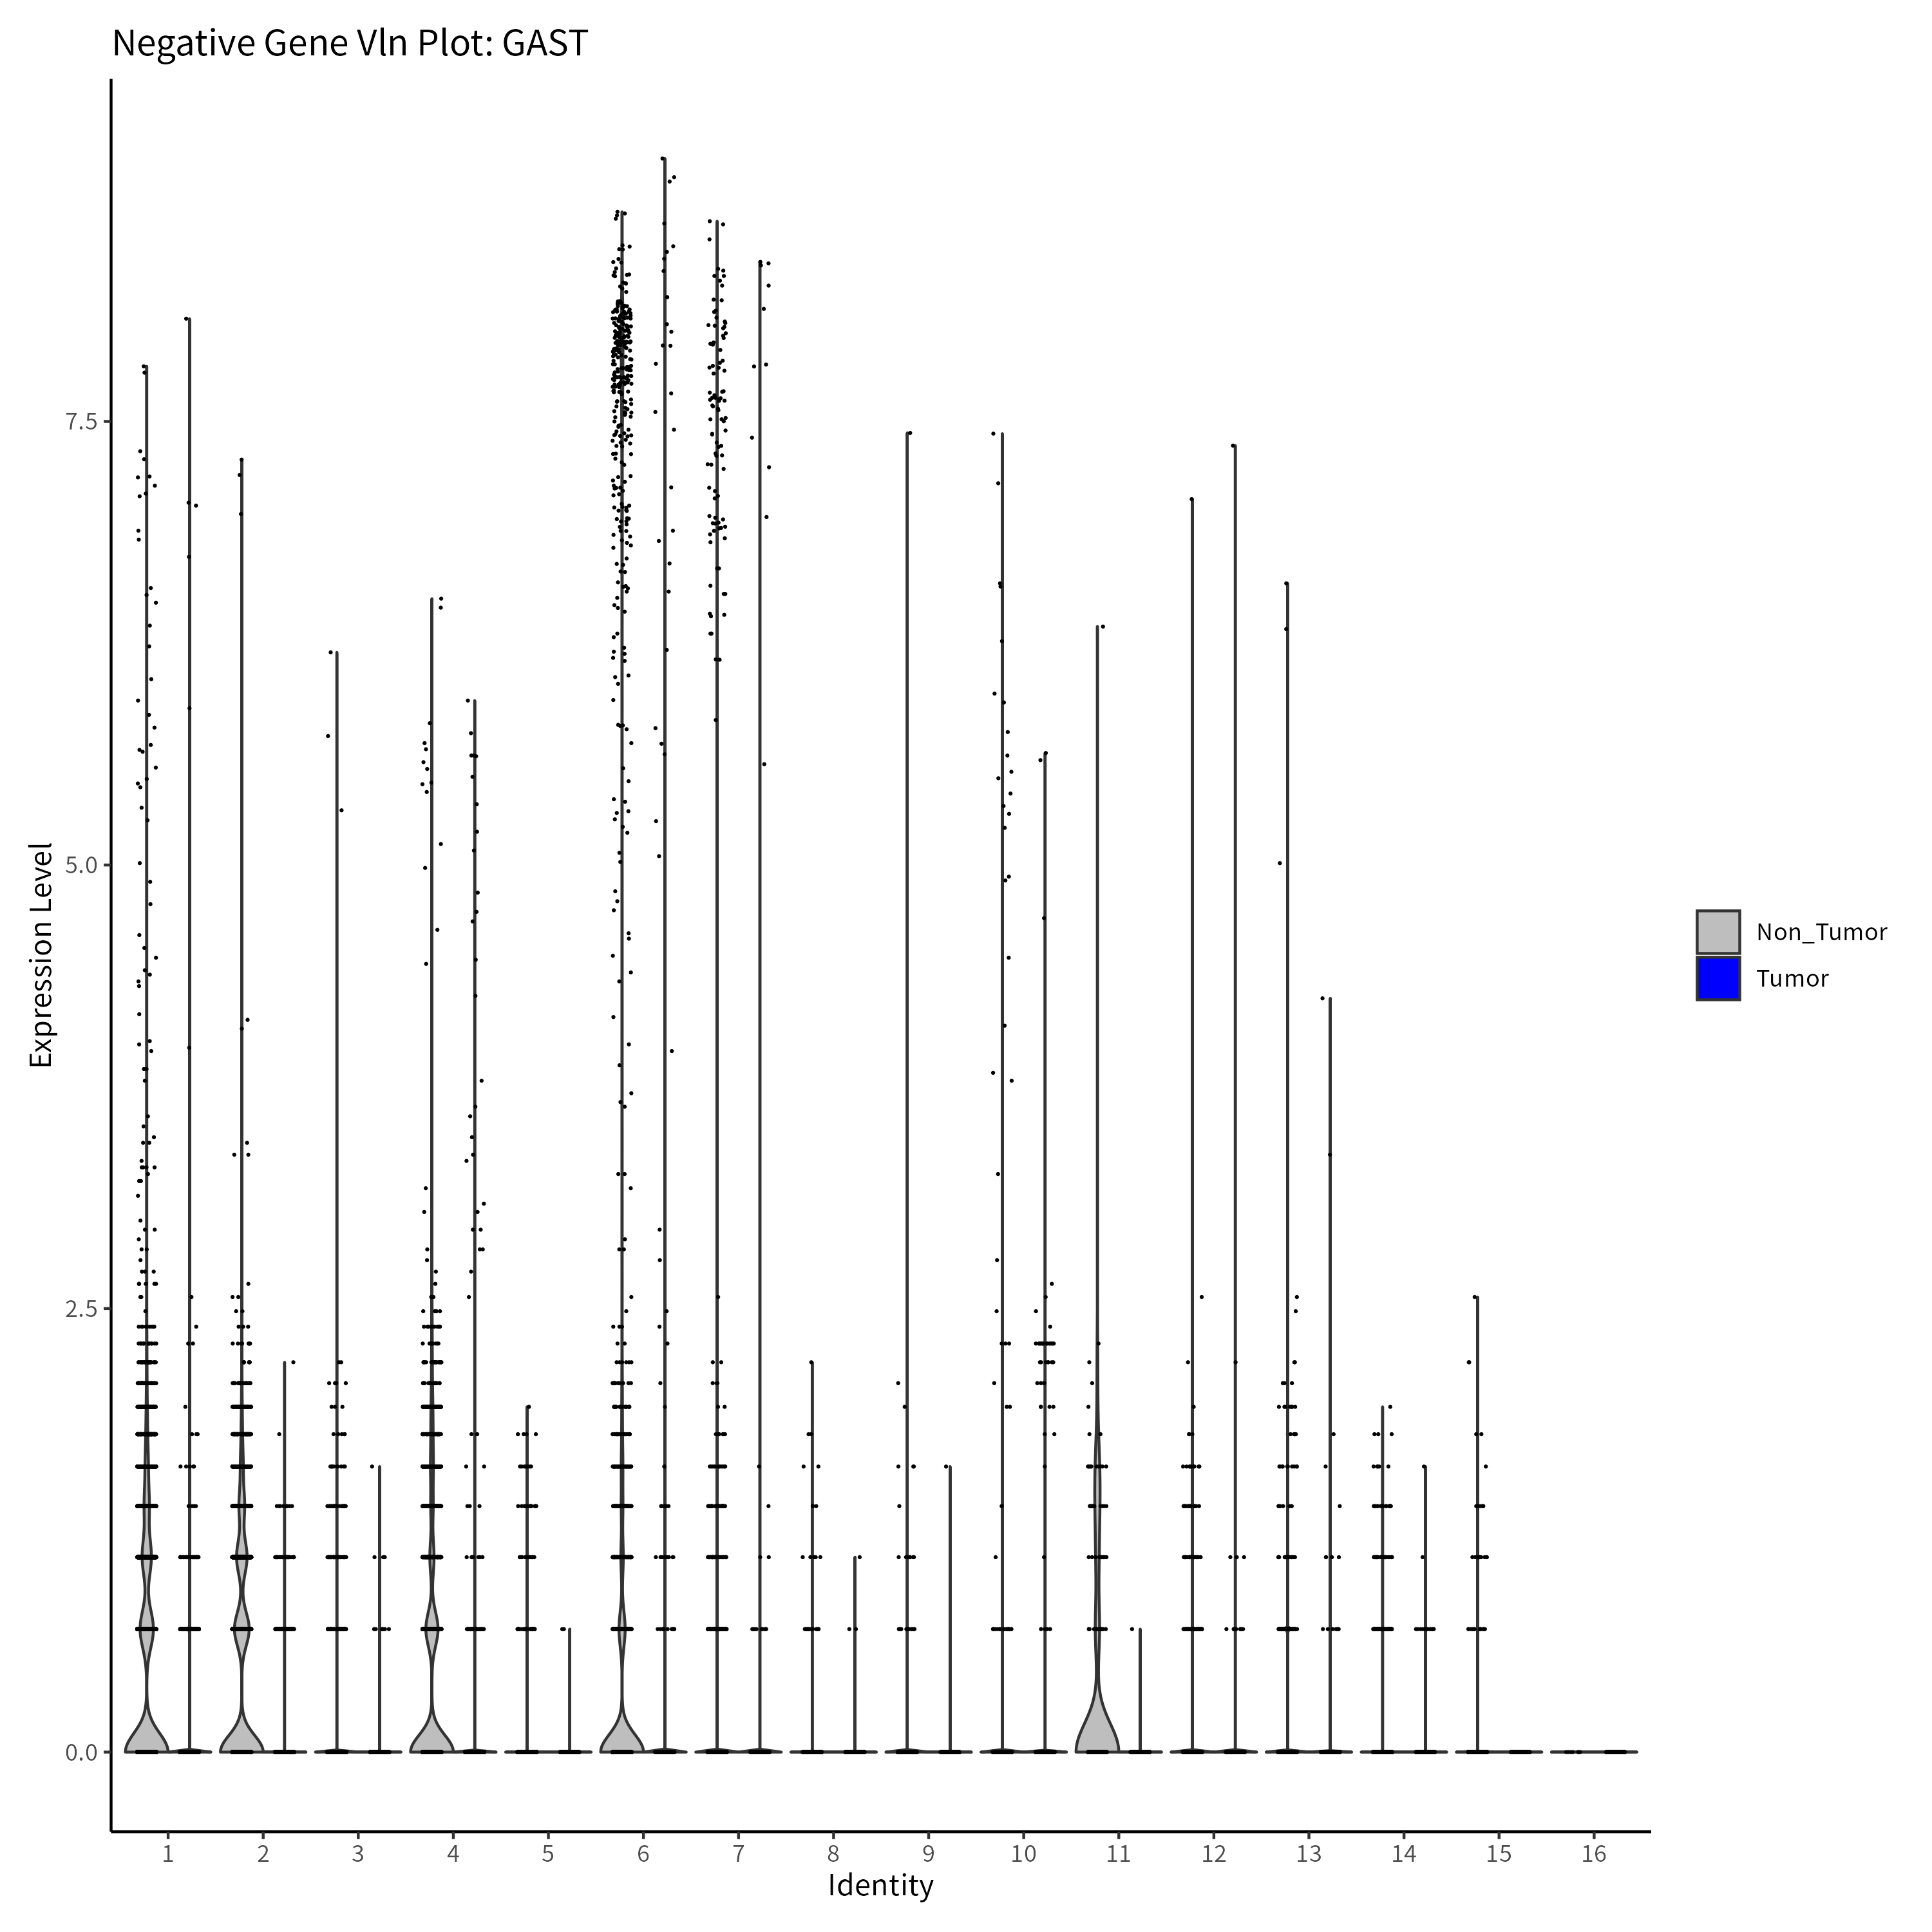 Negative Gene Vln Plot: GAST
Expression Level
7.5
5.0
2.5
0.0
1 2 3 4 5 6 7 8 9 10 11 12 13 14 15 16
Identity
Non_Tumor
Tumor